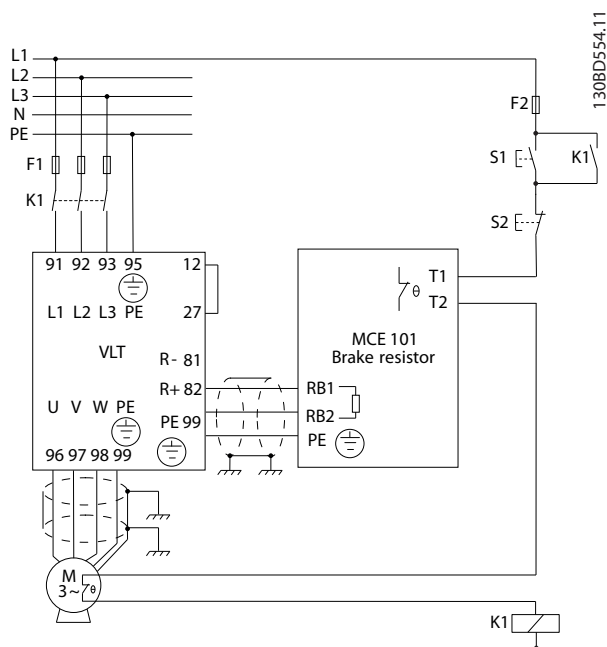 130BD554.11
L1
L2
L3
N
PE
F1
K1
F2
S1
K1
S2
91 92 93 95 12
L1 L2 L3 PE 27
VLT
R- 81
R+ 82
U V W PE
PE 99
96 97 98 99
θ
T1
T2
MCE 101
Brake resistor
RB1
RB2
PE
M
3~
θ
K1